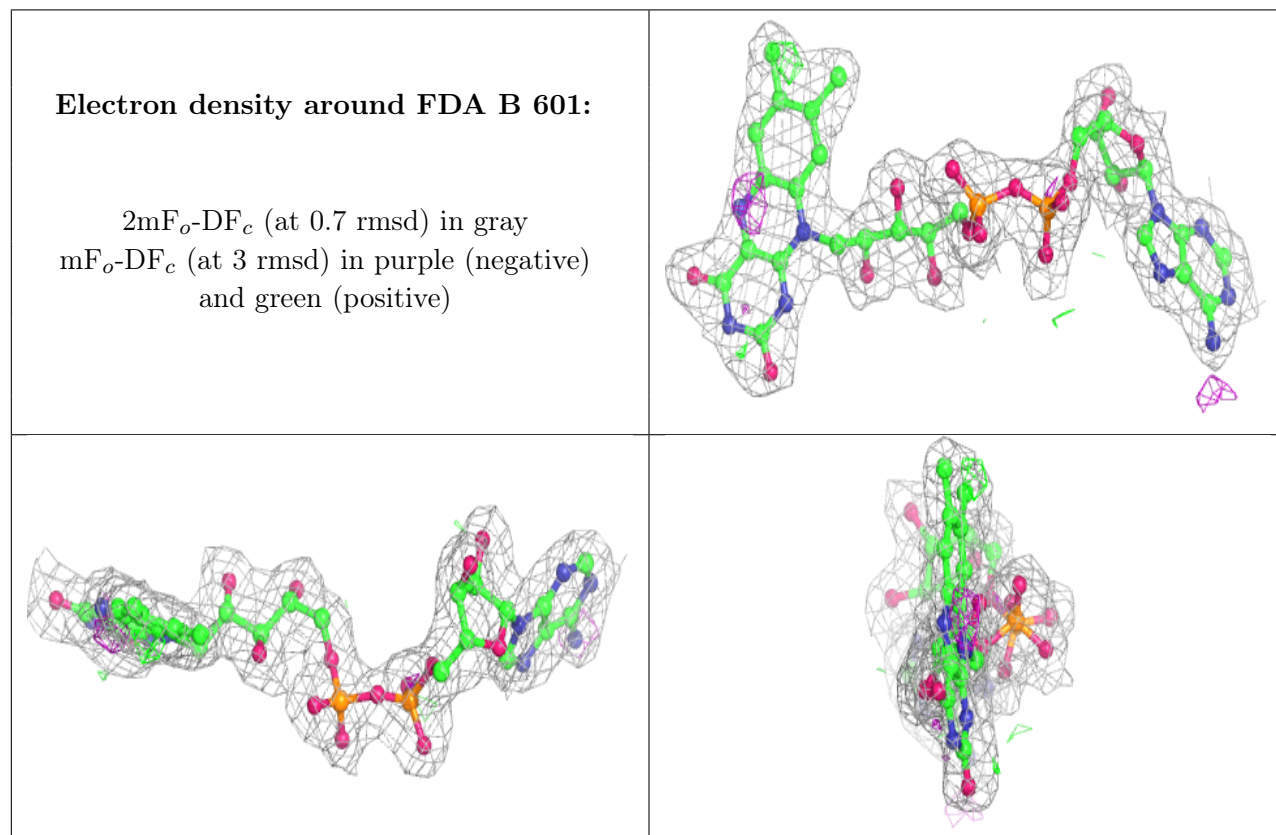 Electron density around FDA B 601:
2mFo-DFc (at 0.7 rmsd) in gray
mFo-DFc (at 3 rmsd) in purple (negative)
and green (positive)